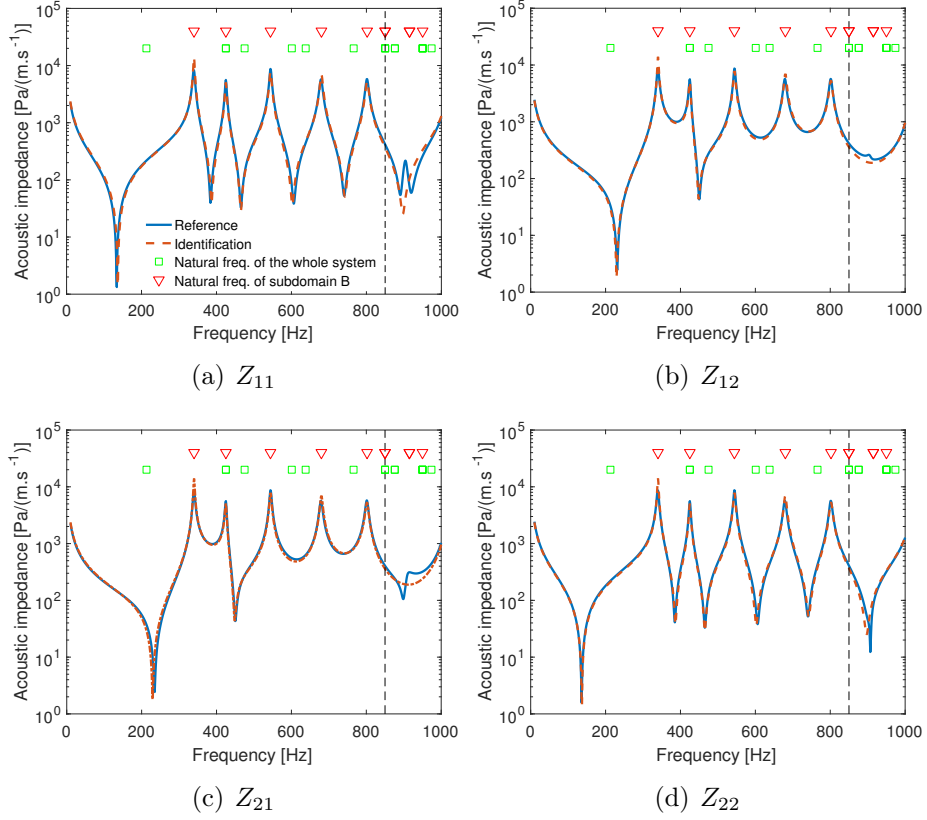 10^5
10^4
10^3
10^2
10^1
10^0
Acoustic impedance [Pa/(m.s^-1)]
Reference
Identification
Natural freq. of the whole system
Natural freq. of subdomain B
0 200 400 600 800 1000
Frequency [Hz]
(a) Z_11
10^5
10^4
10^3
10^2
10^1
10^0
Acoustic impedance [Pa/(m.s^-1)]
0 200 400 600 800 1000
Frequency [Hz]
(b) Z_12
10^5
10^4
10^3
10^2
10^1
10^0
Acoustic impedance [Pa/(m.s^-1)]
0 200 400 600 800 1000
Frequency [Hz]
(c) Z_21
10^5
10^4
10^3
10^2
10^1
10^0
Acoustic impedance [Pa/(m.s^-1)]
0 200 400 600 800 1000
Frequency [Hz]
(d) Z_22